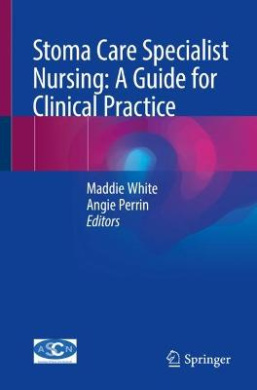 Stoma Care Specialist
Nursing: A Guide for
Clinical Practice
Maddie White
Angie Perrin
Editors
ASCN
Springer